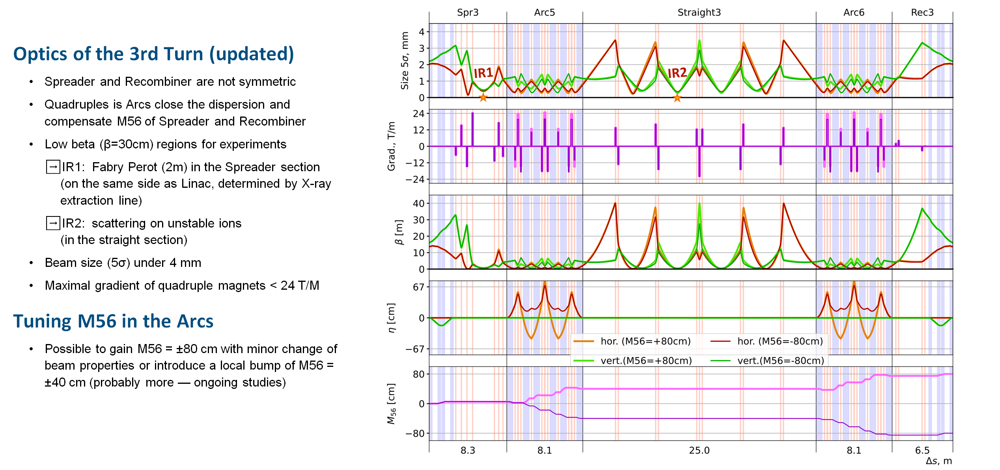 Optics of the 3rd Turn (updated)
• Spreader and Recombiner are not symmetric
• Quadruples is Arcs close the dispersion and
compensate M56 of Spreader and Recombiner
• Low beta (β=30cm) regions for experiments
→ IR1: Fabry Perot (2m) in the Spreader section
(on the same side as Linac, determined by X-ray
extraction line)
→ IR2: scattering on unstable ions
(in the straight section)
• Beam size (5σ) under 4 mm
• Maximal gradient of quadruple magnets < 24 T/M
Tuning M56 in the Arcs
• Possible to gain M56 = ±80 cm with minor change of
beam properties or introduce a local bump of M56 =
±40 cm (probably more — ongoing studies)
Spr3 Arc5 Straight3 Arc6 Rec3
Size 5σ, mm
4
3
2
1
0
IR1 IR2
Grad., T/m
24
12
0
−12
−24
β [m]
40
30
20
10
0
η [cm]
67
0
−67
hor. (M56=+80cm) hor. (M56=-80cm)
vert.(M56=+80cm) vert.(M56=-80cm)
M56 [cm]
80
0
−80
8.3 8.1 25.0 8.1 6.5
Δs, m